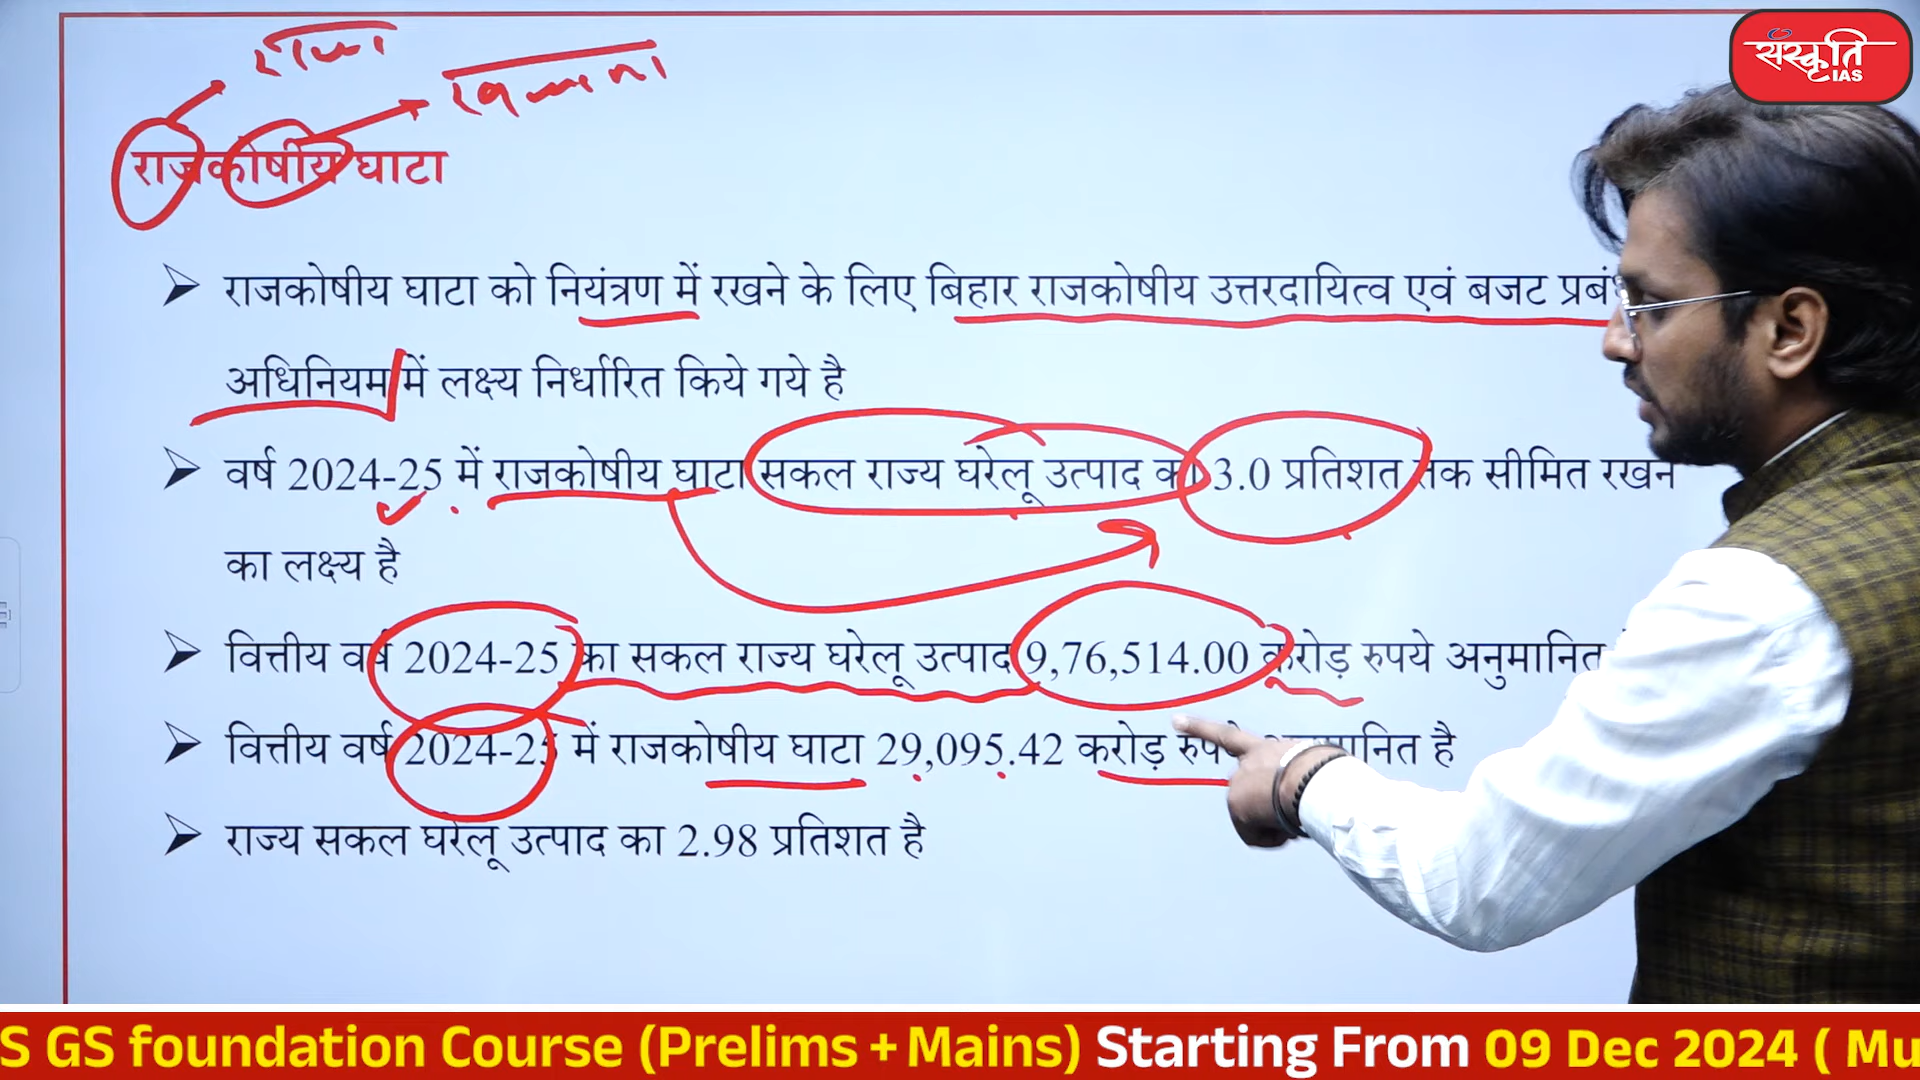 संस्कृति
IAS
राजा
खजाना
राजकोषीय घाटा
राजकोषीय घाटा को नियंत्रण में रखने के लिए बिहार राजकोषीय उत्तरदायित्व एवं बजट
अधिनियम में लक्ष्य निर्धारित किये गये है
वर्ष 2024-25 में राजकोषीय घाटा सकल राज्य घरेलू उत्पाद का 3.0 प्रतिशत तक सीमित रखने
का लक्ष्य है
वित्तीय वर्ष 2024-25 का सकल राज्य घरेलू उत्पाद 9,76,514.00 करोड़ रुपये अनुमानित
वित्तीय वर्ष 2024-25 में राजकोषीय घाटा 29,095.42 करोड़ रुपये अनुमानित है
राज्य सकल घरेलू उत्पाद का 2.98 प्रतिशत है
S GS foundation Course (Prelims + Mains) Starting From 09 Dec 2024 ( Mu